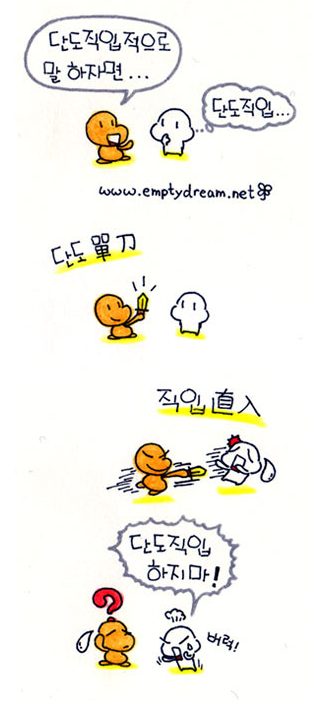 단도직입적으로
말 하자면...
단도직입...
www.emptydream.net
단도 單刀
직입 直入
단도직입
하지마!
버럭!
?